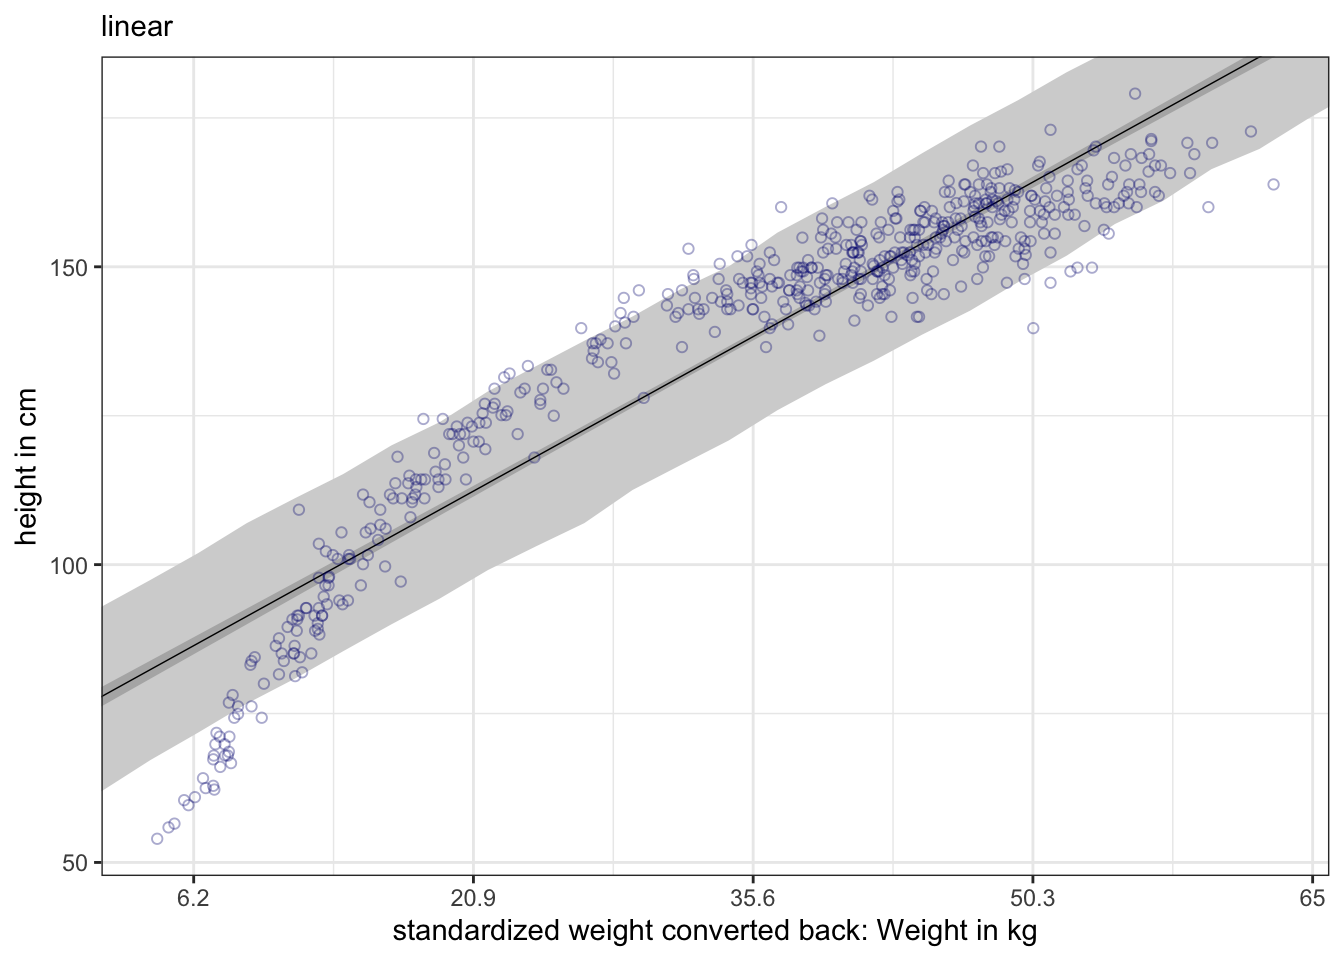 linear
height in cm
150
100
50
6.2
20.9
35.6
50.3
65
standardized weight converted back: Weight in kg